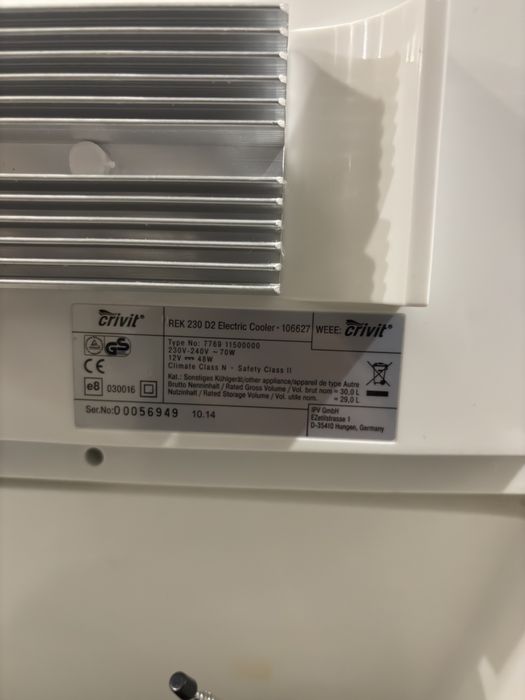 crivit®
REK 230 D2 Electric Cooler - 106627
WEEE: crivit®
Type No: 7769 11500000
230V-240V ~ 70W
12V ⎓ 48W
Climate Class N - Safety Class II
GS
CE
e8 030016
Kat.: Sonstiges Kühlgerät/other appliance/appareil de type Autre
Brutto Nenninhalt / Rated Gross Volume / Vol. brut nom = 30,0 L
Nutzinhalt / Rated Storage Volume / Vol. utile nom. = 29,0 L
Ser.No: 00056949 10.14
IPV GmbH
EZetilstrasse 1
D-35410 Hungen, Germany